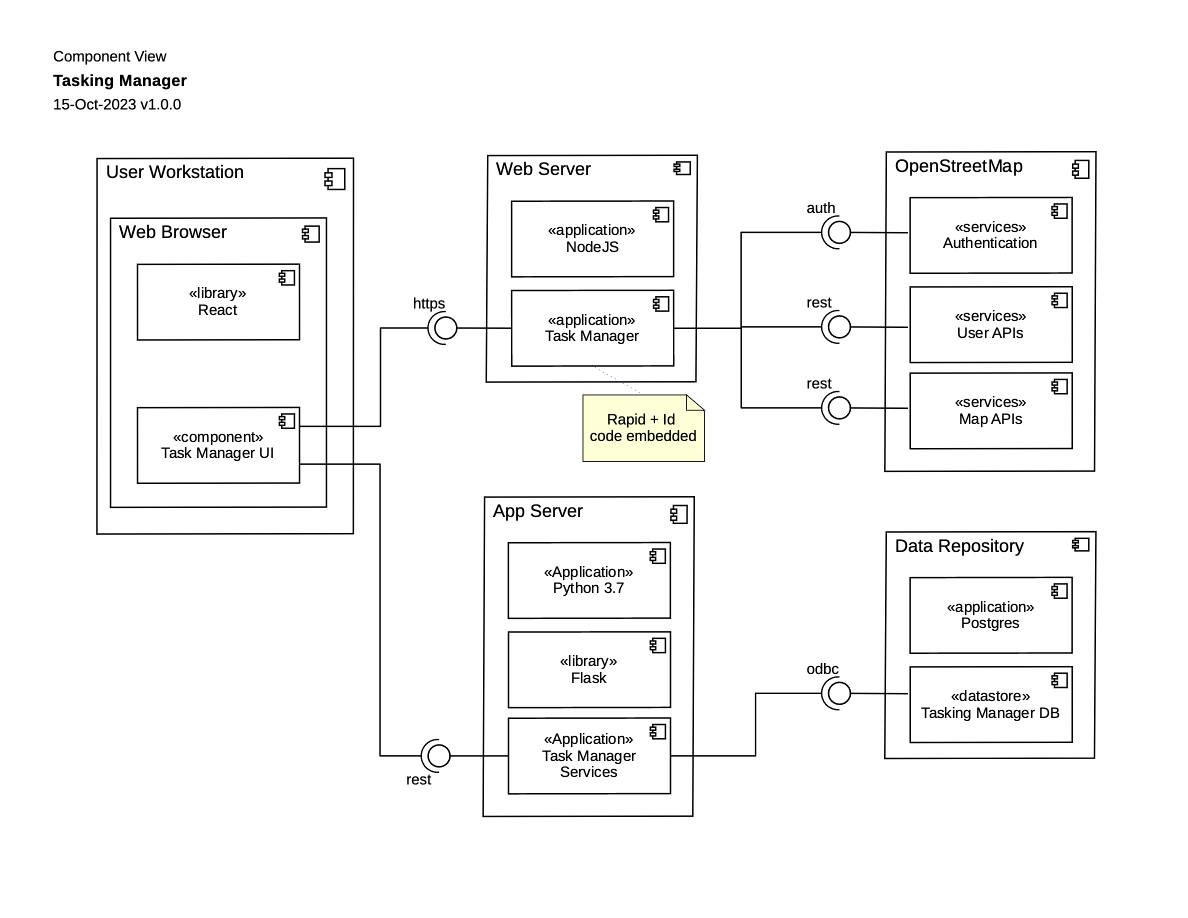 Component View
Tasking Manager
15-Oct-2023 v1.0.0
User Workstation
Web Browser
«library»
React
«component»
Task Manager UI
https
rest
Web Server
«application»
NodeJS
«application»
Task Manager
Rapid + Id
code embedded
App Server
«Application»
Python 3.7
«library»
Flask
«Application»
Task Manager
Services
auth
rest
rest
odbc
OpenStreetMap
«services»
Authentication
«services»
User APIs
«services»
Map APIs
Data Repository
«application»
Postgres
«datastore»
Tasking Manager DB